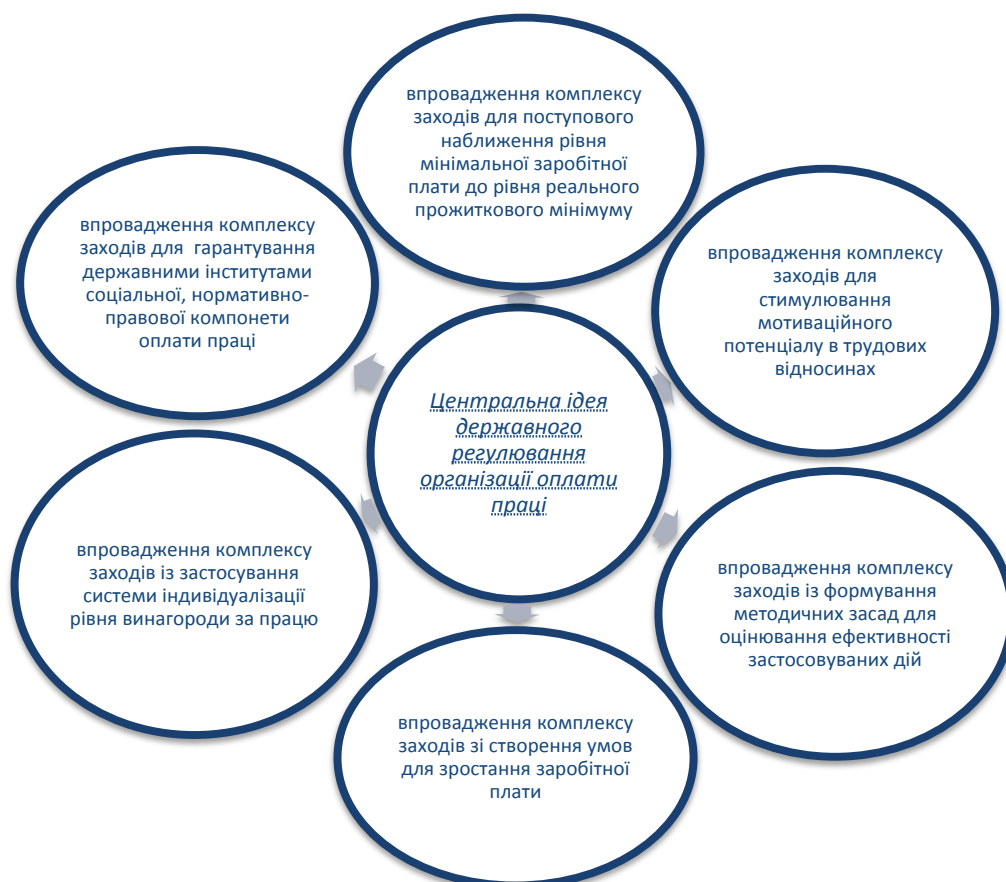 впровадження комплексу
заходів для поступового
наближення рівня
мінімальної заробітної
плати до рівня реального
прожиткового мінімуму
впровадження комплексу
заходів для гарантування
державними інститутами
соціальної, нормативно-
правової компонети
оплати праці
впровадження комплексу
заходів для
стимулювання
мотиваційного
потенціалу в трудових
відносинах
Центральна ідея
державного
регулювання
організації оплати
праці
впровадження комплексу
заходів із застосування
системи індивідуалізації
рівня винагороди за працю
впровадження комплексу
заходів із формування
методичних засад для
оцінювання ефективності
застосовуваних дій
впровадження комплексу
заходів зі створення умов
для зростання заробітної
плати